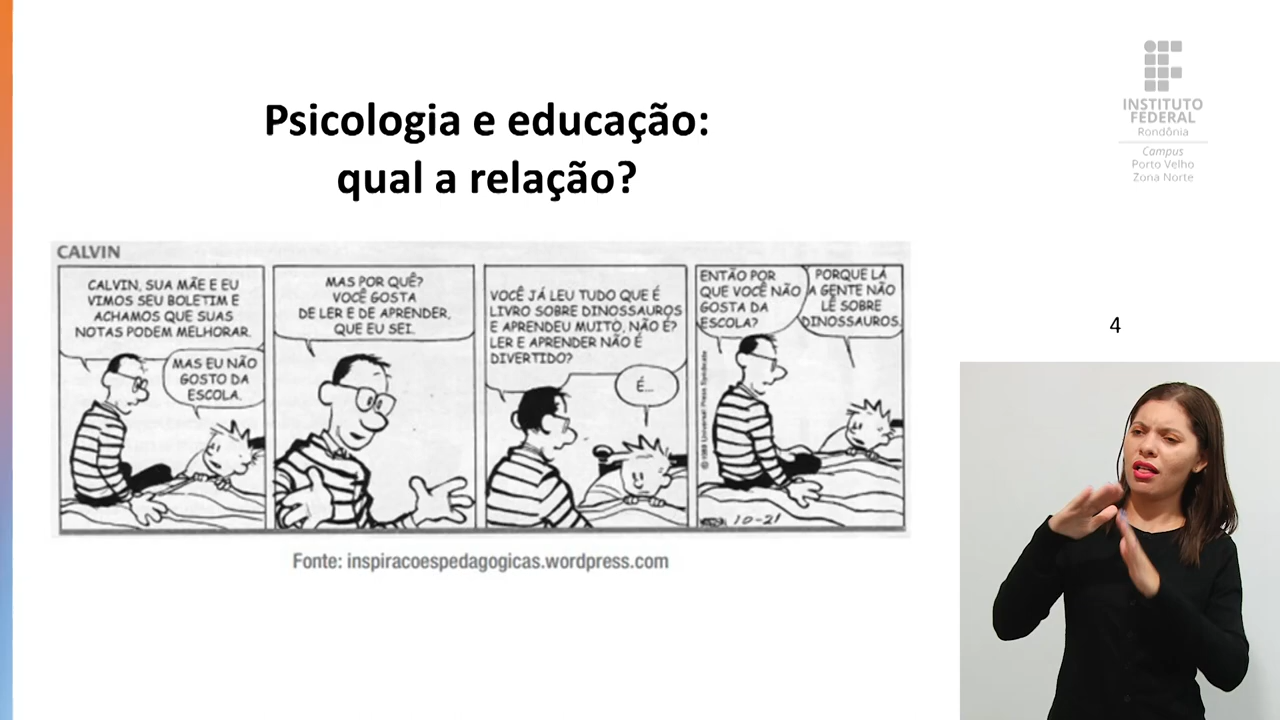 Psicologia e educação:
qual a relação?
INSTITUTO
FEDERAL
Rondônia
Campus
Porto Velho
Zona Norte
CALVIN
CALVIN, SUA MÃE E EU
VIMOS SEU BOLETIM E
ACHAMOS QUE SUAS
NOTAS PODEM MELHORAR.
MAS EU NÃO
GOSTO DA
ESCOLA.
MAS POR QUÊ?
VOCÊ GOSTA
DE LER E DE APRENDER,
QUE EU SEI.
VOCÊ JÁ LEU TUDO QUE É
LIVRO SOBRE DINOSSAUROS
E APRENDEU MUITO, NÃO É?
LER E APRENDER NÃO É
DIVERTIDO?
É...
ENTÃO POR
QUE VOCÊ NÃO
GOSTA DA
ESCOLA?
PORQUE LÁ
A GENTE NÃO
LÊ SOBRE
DINOSSAUROS.
© 1988 Universal Press Syndicate
10-21
Fonte: inspiracoespedagogicas.wordpress.com
4